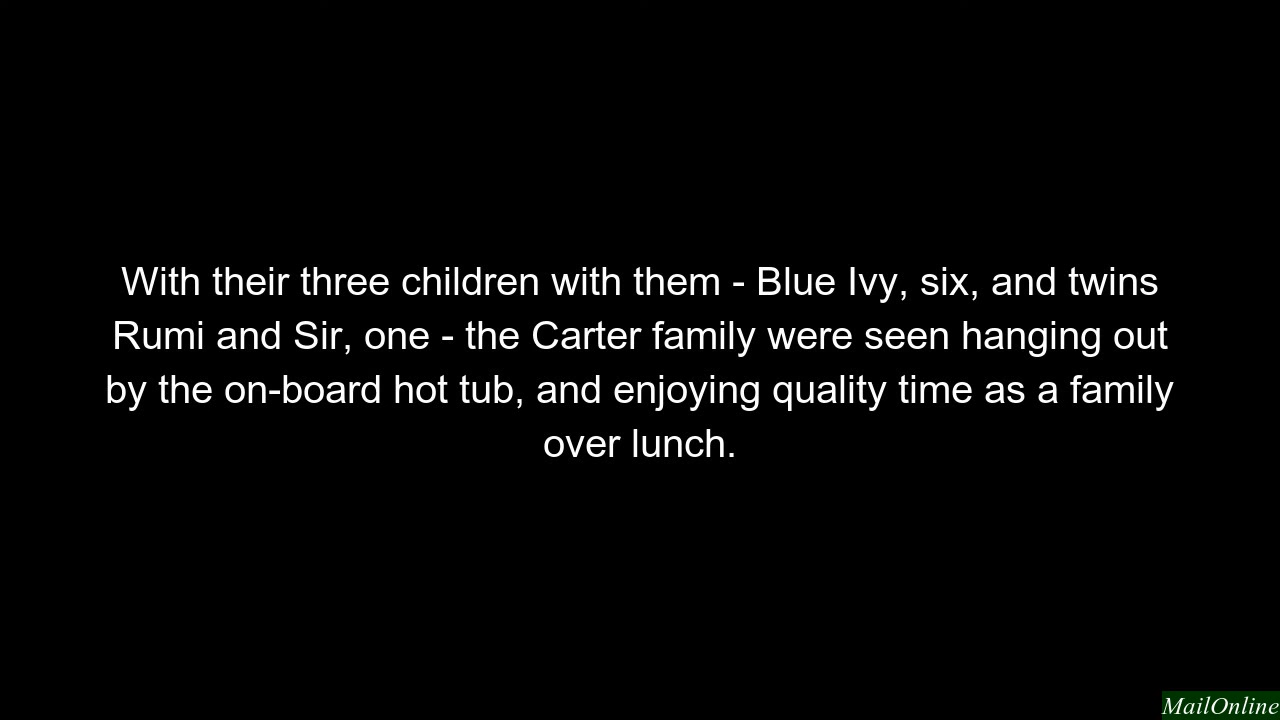 With their three children with them - Blue Ivy, six, and twins
Rumi and Sir, one - the Carter family were seen hanging out
by the on-board hot tub, and enjoying quality time as a family
over lunch.
MailOnline